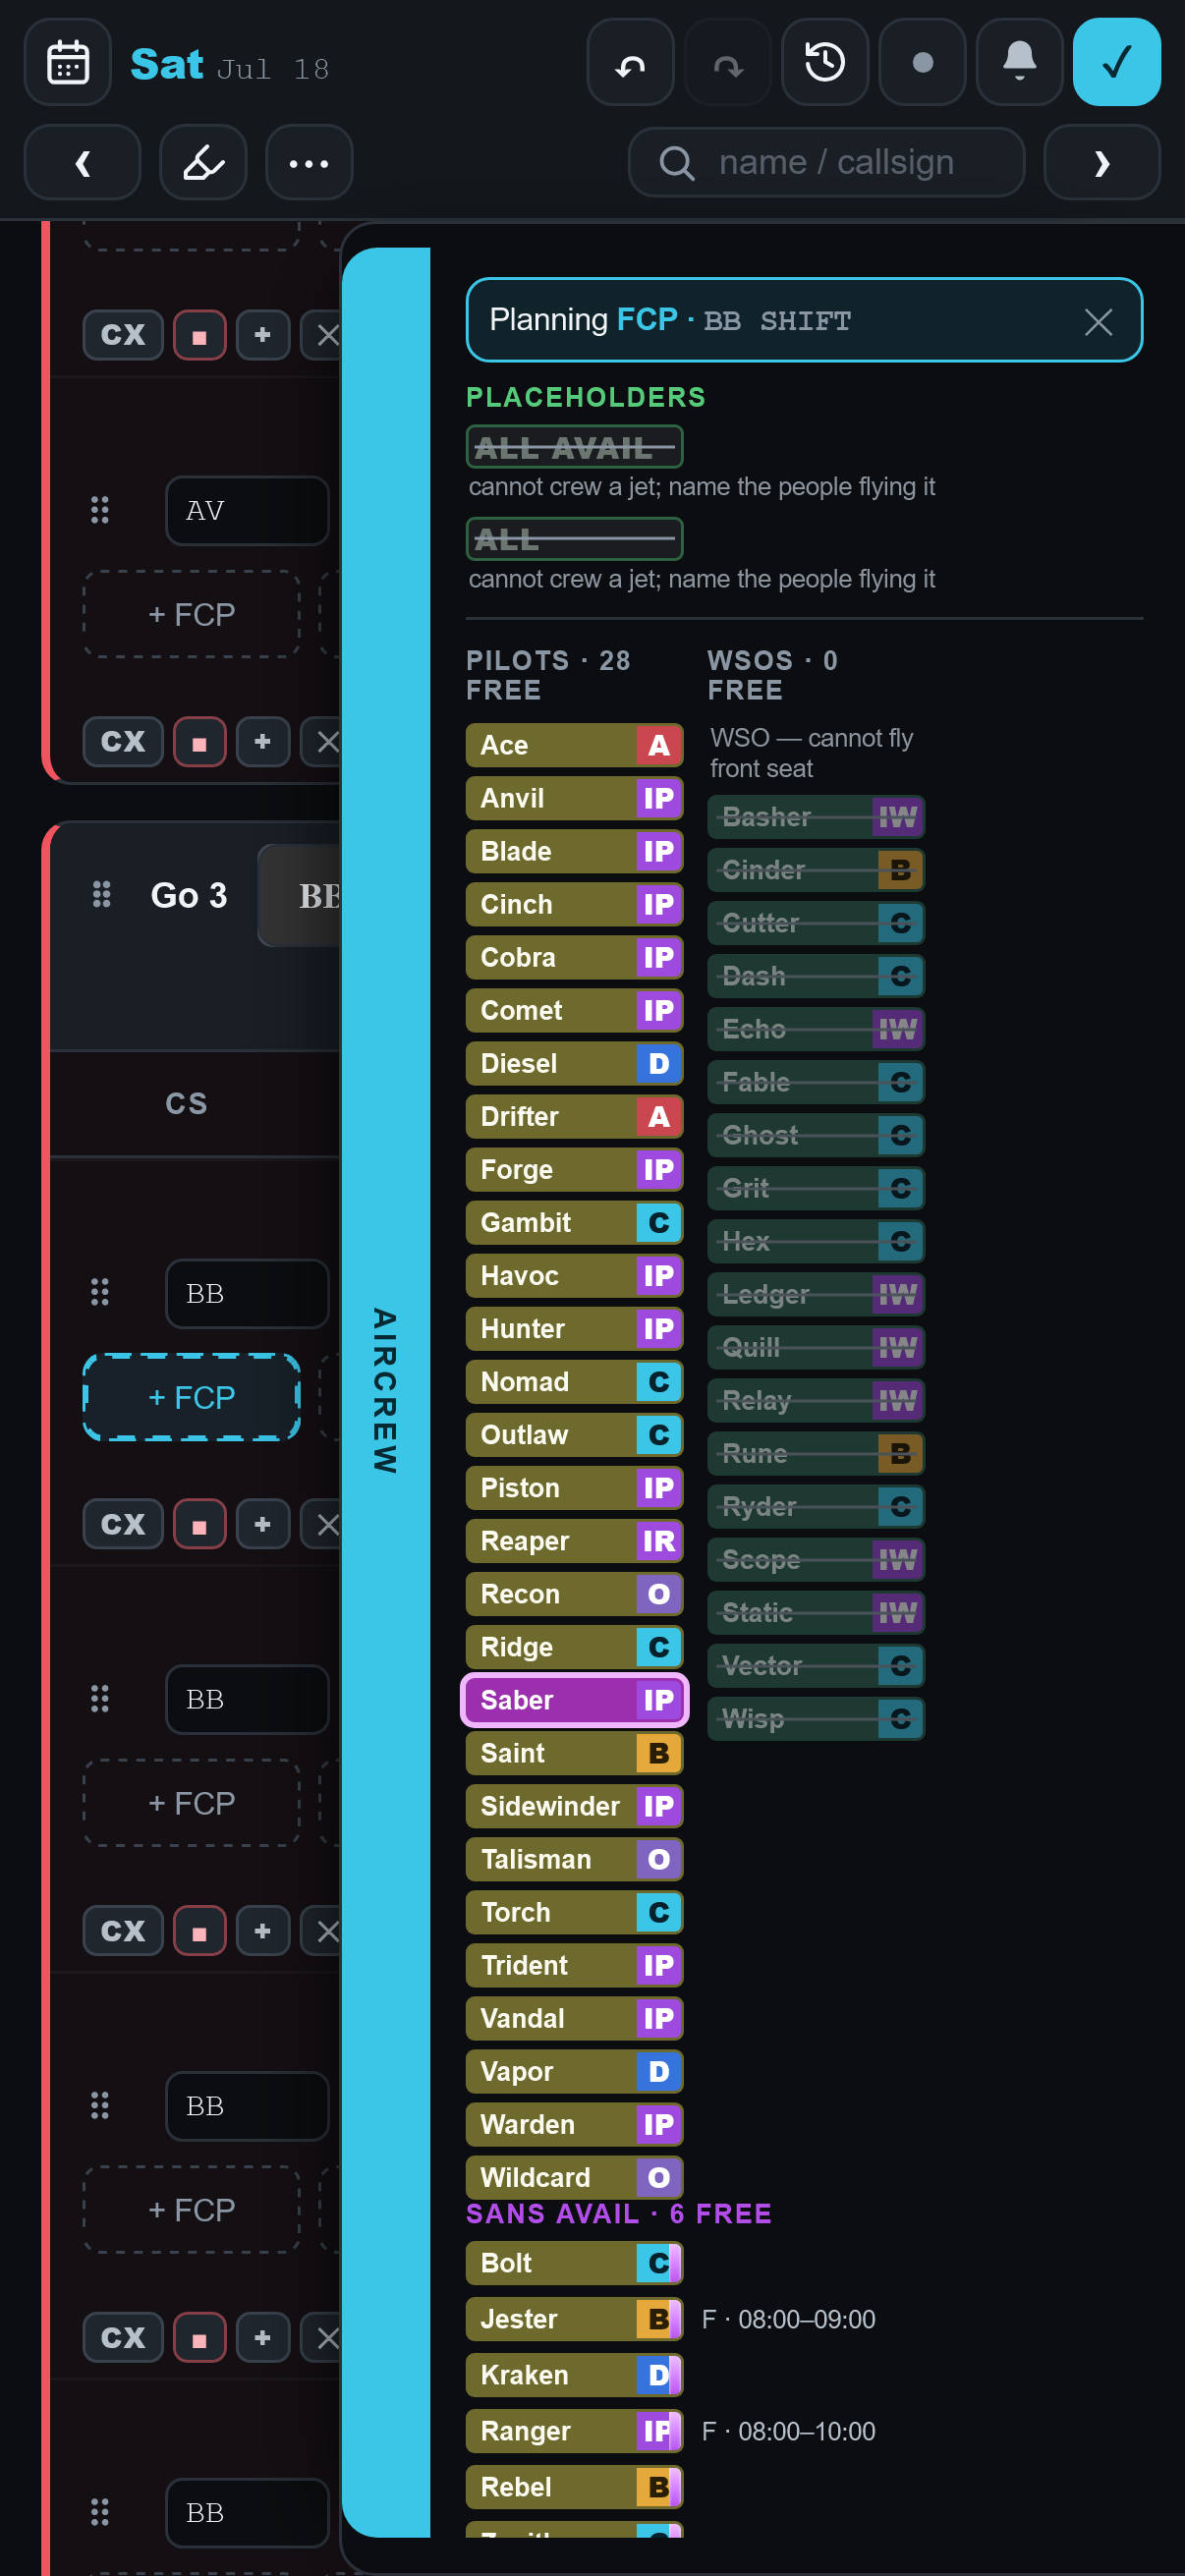 Sat Jul 18
name / callsign
CX +
AV
+ FCP
CX +
Go 3
CS
BB
+ FCP
CX +
BB
+ FCP
CX +
BB
+ FCP
CX +
BB
AIRCREW
Planning FCP · BB SHIFT
PLACEHOLDERS
ALL AVAIL
cannot crew a jet; name the people flying it
ALL
cannot crew a jet; name the people flying it
PILOTS · 28
FREE
Ace A
Anvil IP
Blade IP
Cinch IP
Cobra IP
Comet IP
Diesel D
Drifter A
Forge IP
Gambit C
Havoc IP
Hunter IP
Nomad C
Outlaw C
Piston IP
Reaper IR
Recon O
Ridge C
Saber IP
Saint B
Sidewinder IP
Talisman O
Torch C
Trident IP
Vandal IP
Vapor D
Warden IP
Wildcard O
WSOS · 0
FREE
WSO — cannot fly
front seat
Basher IW
Cinder B
Cutter C
Dash C
Echo IW
Fable C
Ghost C
Grit C
Hex C
Ledger IW
Quill IW
Relay IW
Rune B
Ryder C
Scope IW
Static IW
Vector C
Wisp C
SANS AVAIL · 6 FREE
Bolt C
Jester B F · 08:00–09:00
Kraken D
Ranger IP F · 08:00–10:00
Rebel B